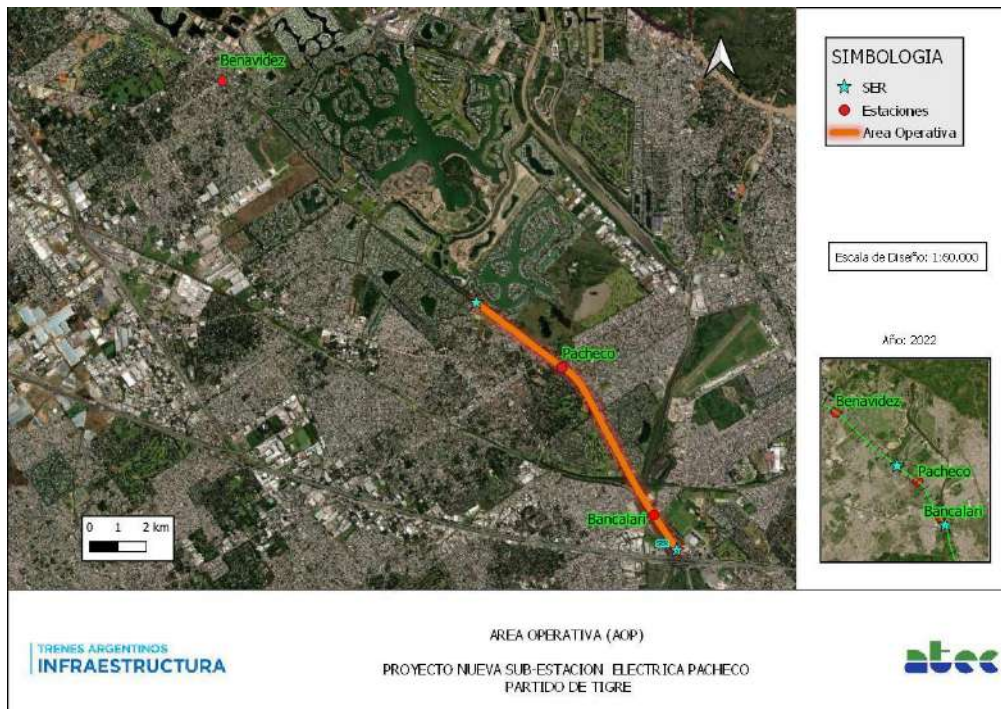 Benavidez
Pacheco
Bancalari
0 1 2 km
SIMBOLOGIA
SER
Estaciones
Area Operativa
Escala de Diseño: 1:60.000
Año: 2022
Benavidez
Pacheco
Bancalari
TRENES ARGENTINOS
INFRAESTRUCTURA
AREA OPERATIVA (AOP)
PROYECTO NUEVA SUB-ESTACION ELECTRICA PACHECO
PARTIDO DE TIGRE
atec